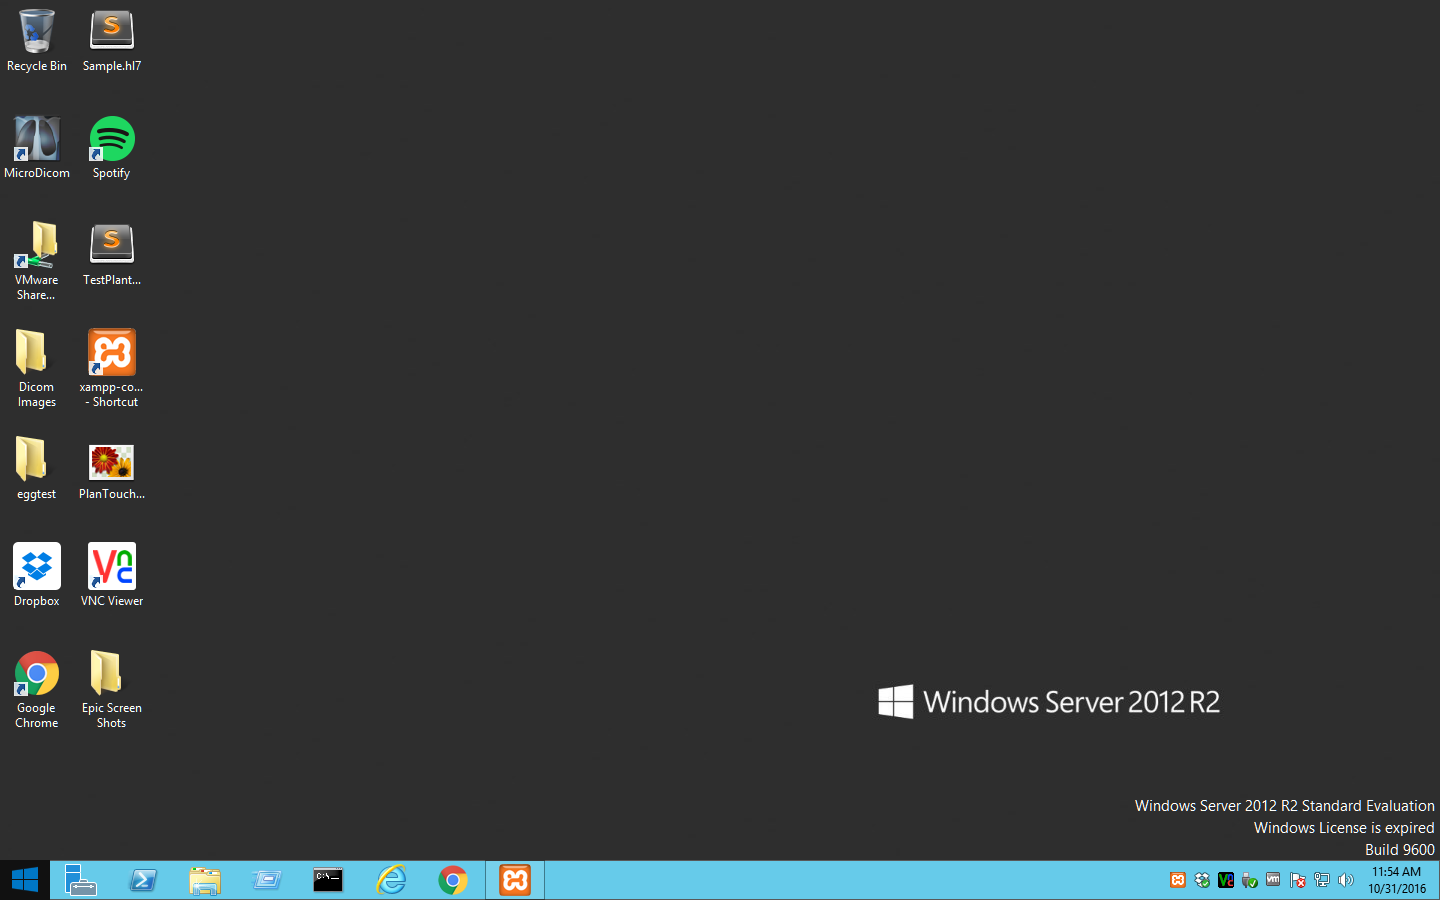 Recycle Bin
Sample.hl7
MicroDicom
Spotify
VMware
Share...
TestPlant...
Dicom
Images
xampp-co...
- Shortcut
eggtest
PlanTouch...
Dropbox
VNC Viewer
Google
Chrome
Epic Screen
Shots
Windows Server 2012 R2
Windows Server 2012 R2 Standard Evaluation
Windows License is expired
Build 9600
11:54 AM
10/31/2016